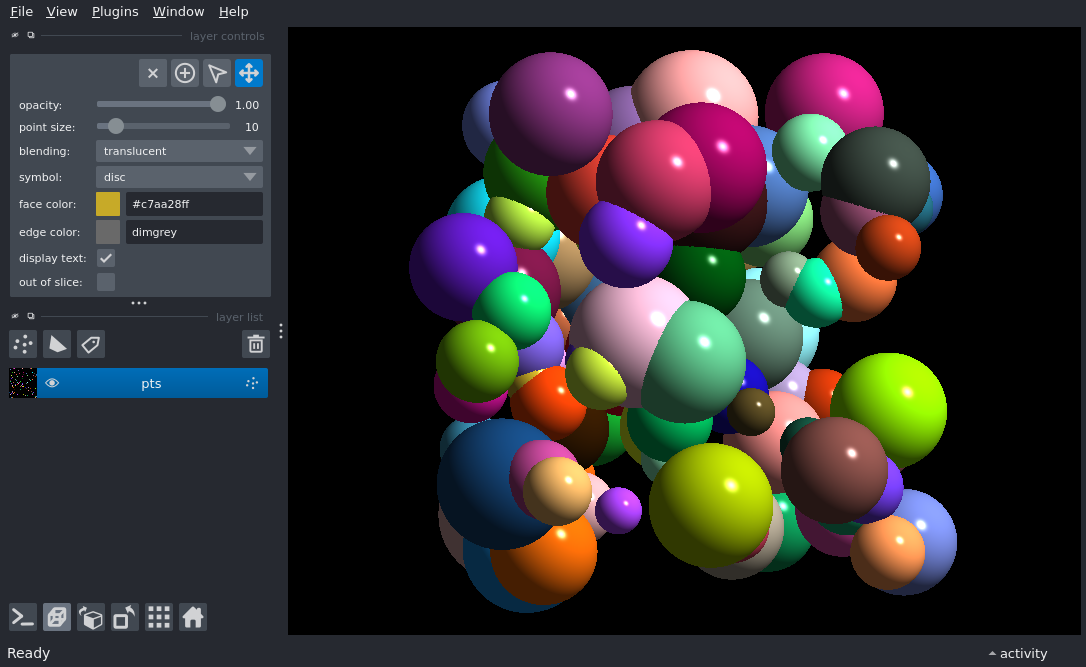 File View Plugins Window Help
layer controls
opacity: 1.00
point size: 10
blending: translucent
symbol: disc
face color: #c7aa28ff
edge color: dimgrey
display text:
out of slice:
layer list
pts
Ready activity